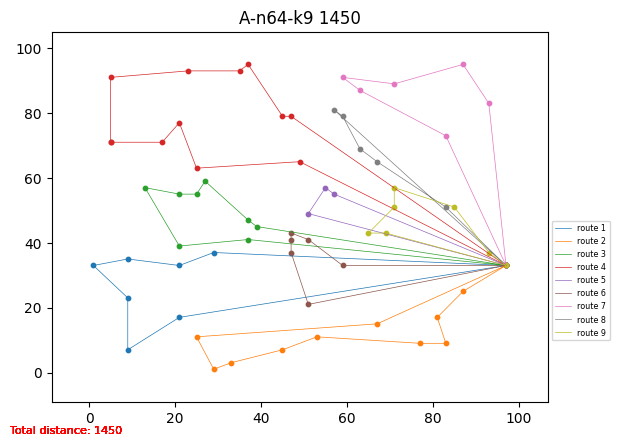 A-n64-k9 1450
100
80
60
40
20
0
0 20 40 60 80 100
route 1
route 2
route 3
route 4
route 5
route 6
route 7
route 8
route 9
Total distance: 1450